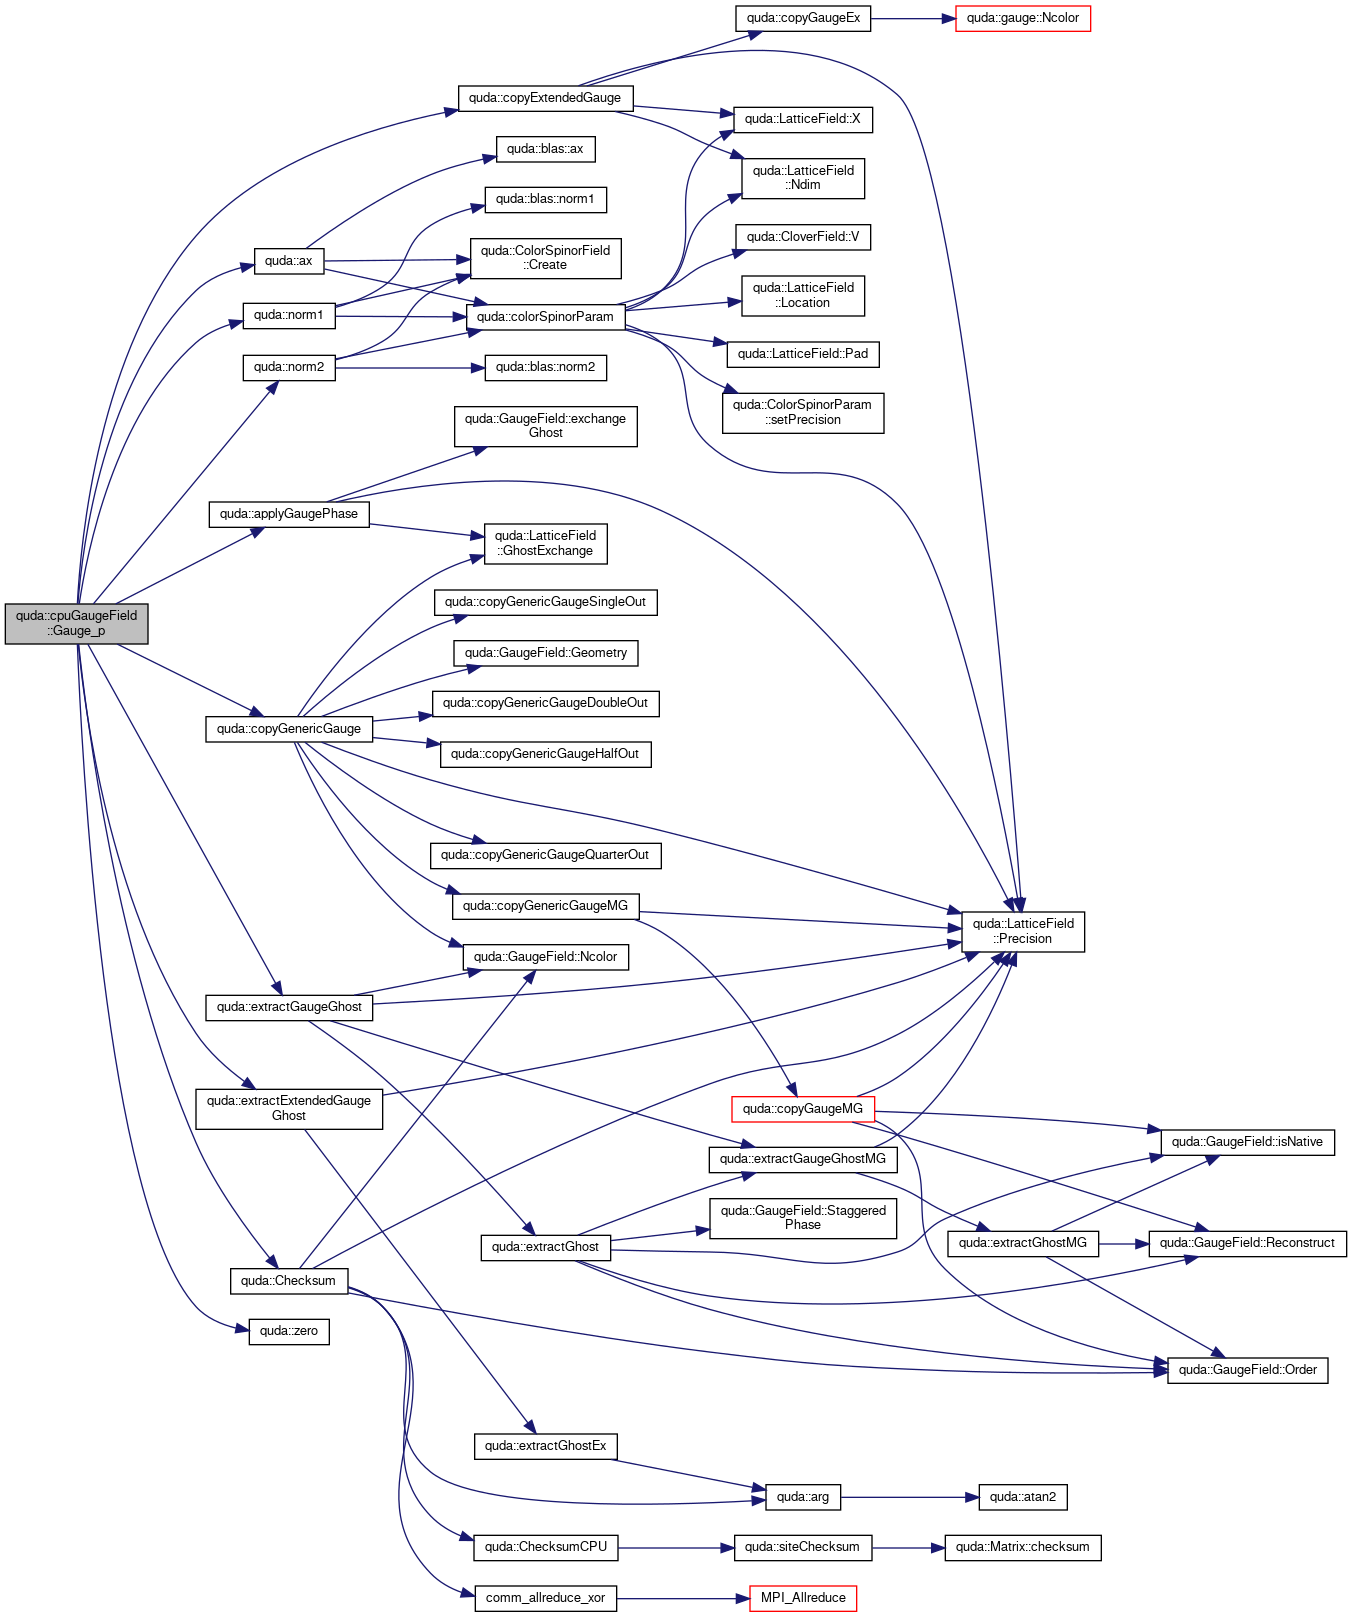 quda::copyGaugeEx
quda::gauge::Ncolor
quda::copyExtendedGauge
quda::LatticeField::X
quda::blas::ax
quda::LatticeField
::Ndim
quda::blas::norm1
quda::CloverField::V
quda::ColorSpinorField
::Create
quda::ax
quda::LatticeField
::Location
quda::norm1
quda::colorSpinorParam
quda::LatticeField::Pad
quda::norm2
quda::blas::norm2
quda::ColorSpinorParam
::setPrecision
quda::GaugeField::exchange
Ghost
quda::applyGaugePhase
quda::LatticeField
::GhostExchange
quda::copyGenericGaugeSingleOut
quda::cpuGaugeField
::Gauge_p
quda::GaugeField::Geometry
quda::copyGenericGaugeDoubleOut
quda::copyGenericGauge
quda::copyGenericGaugeHalfOut
quda::copyGenericGaugeQuarterOut
quda::copyGenericGaugeMG
quda::LatticeField
::Precision
quda::GaugeField::Ncolor
quda::extractGaugeGhost
quda::extractExtendedGauge
Ghost
quda::copyGaugeMG
quda::GaugeField::isNative
quda::extractGaugeGhostMG
quda::GaugeField::Staggered
Phase
quda::extractGhost
quda::extractGhostMG
quda::GaugeField::Reconstruct
quda::Checksum
quda::zero
quda::GaugeField::Order
quda::extractGhostEx
quda::arg
quda::atan2
quda::ChecksumCPU
quda::siteChecksum
quda::Matrix::checksum
comm_allreduce_xor
MPI_Allreduce